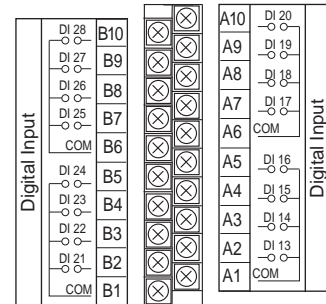 Digital Input
DI 28 B10
DI 27 B9
DI 26 B8
DI 25 B7
COM B6
DI 24 B5
DI 23 B4
DI 22 B3
DI 21 B2
COM B1
A10 DI 20
A9 DI 19
A8 DI 18
A7 DI 17
A6 COM
A5 DI 16
A4 DI 15
A3 DI 14
A2 DI 13
A1 COM
Digital Input